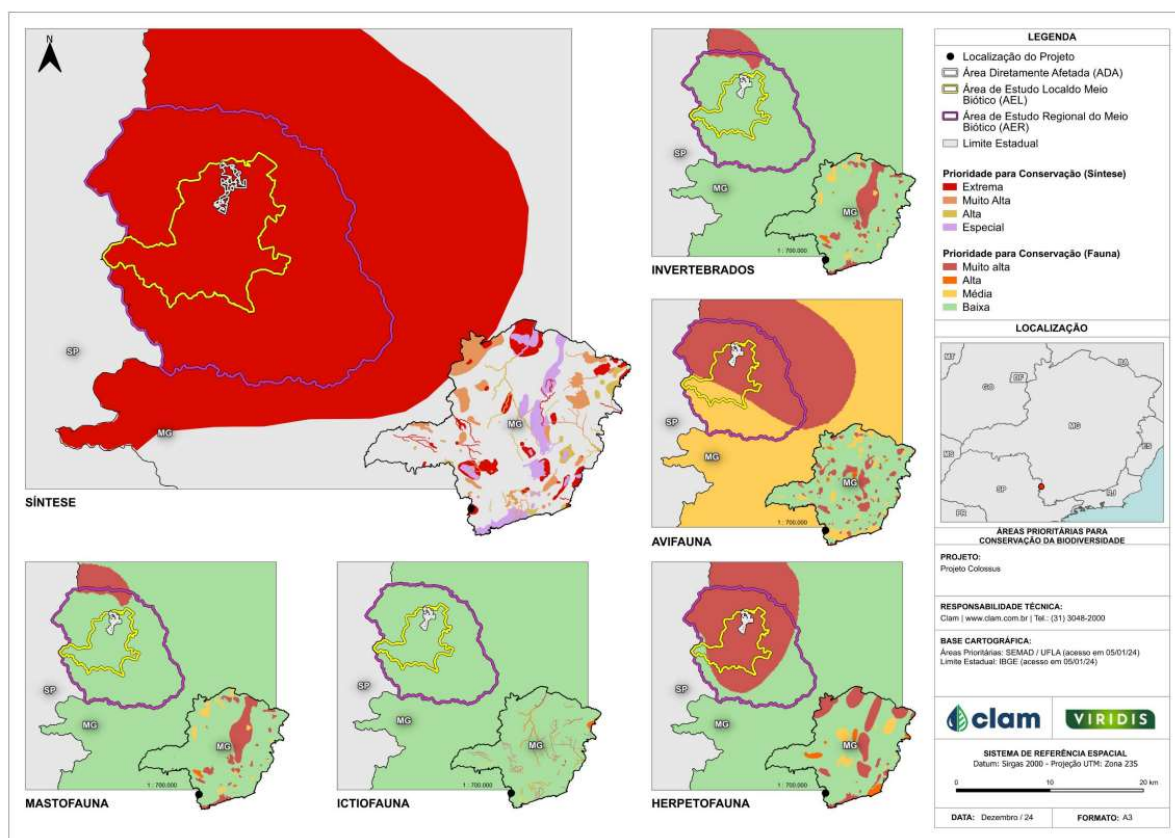 N
SP
MG
MG
SÍNTESE
SP
MG
MG
1 : 700.000
INVERTEBRADOS
SP
MG
MG
1 : 700.000
AVIFAUNA
SP
MG
MG
1 : 700.000
MASTOFAUNA
SP
MG
MG
1 : 700.000
ICTIOFAUNA
SP
MG
MG
1 : 700.000
HERPETOFAUNA
LEGENDA
Localização do Projeto
Área Diretamente Afetada (ADA)
Área de Estudo Localdo Meio
Biótico (AEL)
Área de Estudo Regional do Meio
Biótico (AER)
Limite Estadual
Prioridade para Conservação (Síntese)
Extrema
Muito Alta
Alta
Especial
Prioridade para Conservação (Fauna)
Muito alta
Alta
Média
Baixa
LOCALIZAÇÃO
MT
GO
DF
BA
MG
MS
ES
SP
RJ
PR
ÁREAS PRIORITÁRIAS PARA
CONSERVAÇÃO DA BIODIVERSIDADE
PROJETO:
Projeto Colossus
RESPONSABILIDADE TÉCNICA:
Clam | www.clam.com.br | Tel.: (31) 3048-2000
BASE CARTOGRÁFICA:
Áreas Prioritárias: SEMAD / UFLA (acesso em 05/01/24)
Limite Estadual: IBGE (acesso em 05/01/24)
clam
VIRIDIS
SISTEMA DE REFERÊNCIA ESPACIAL
Datum: Sirgas 2000 - Projeção UTM: Zona 23S
0 10 20 km
DATA: Dezembro / 24 FORMATO: A3